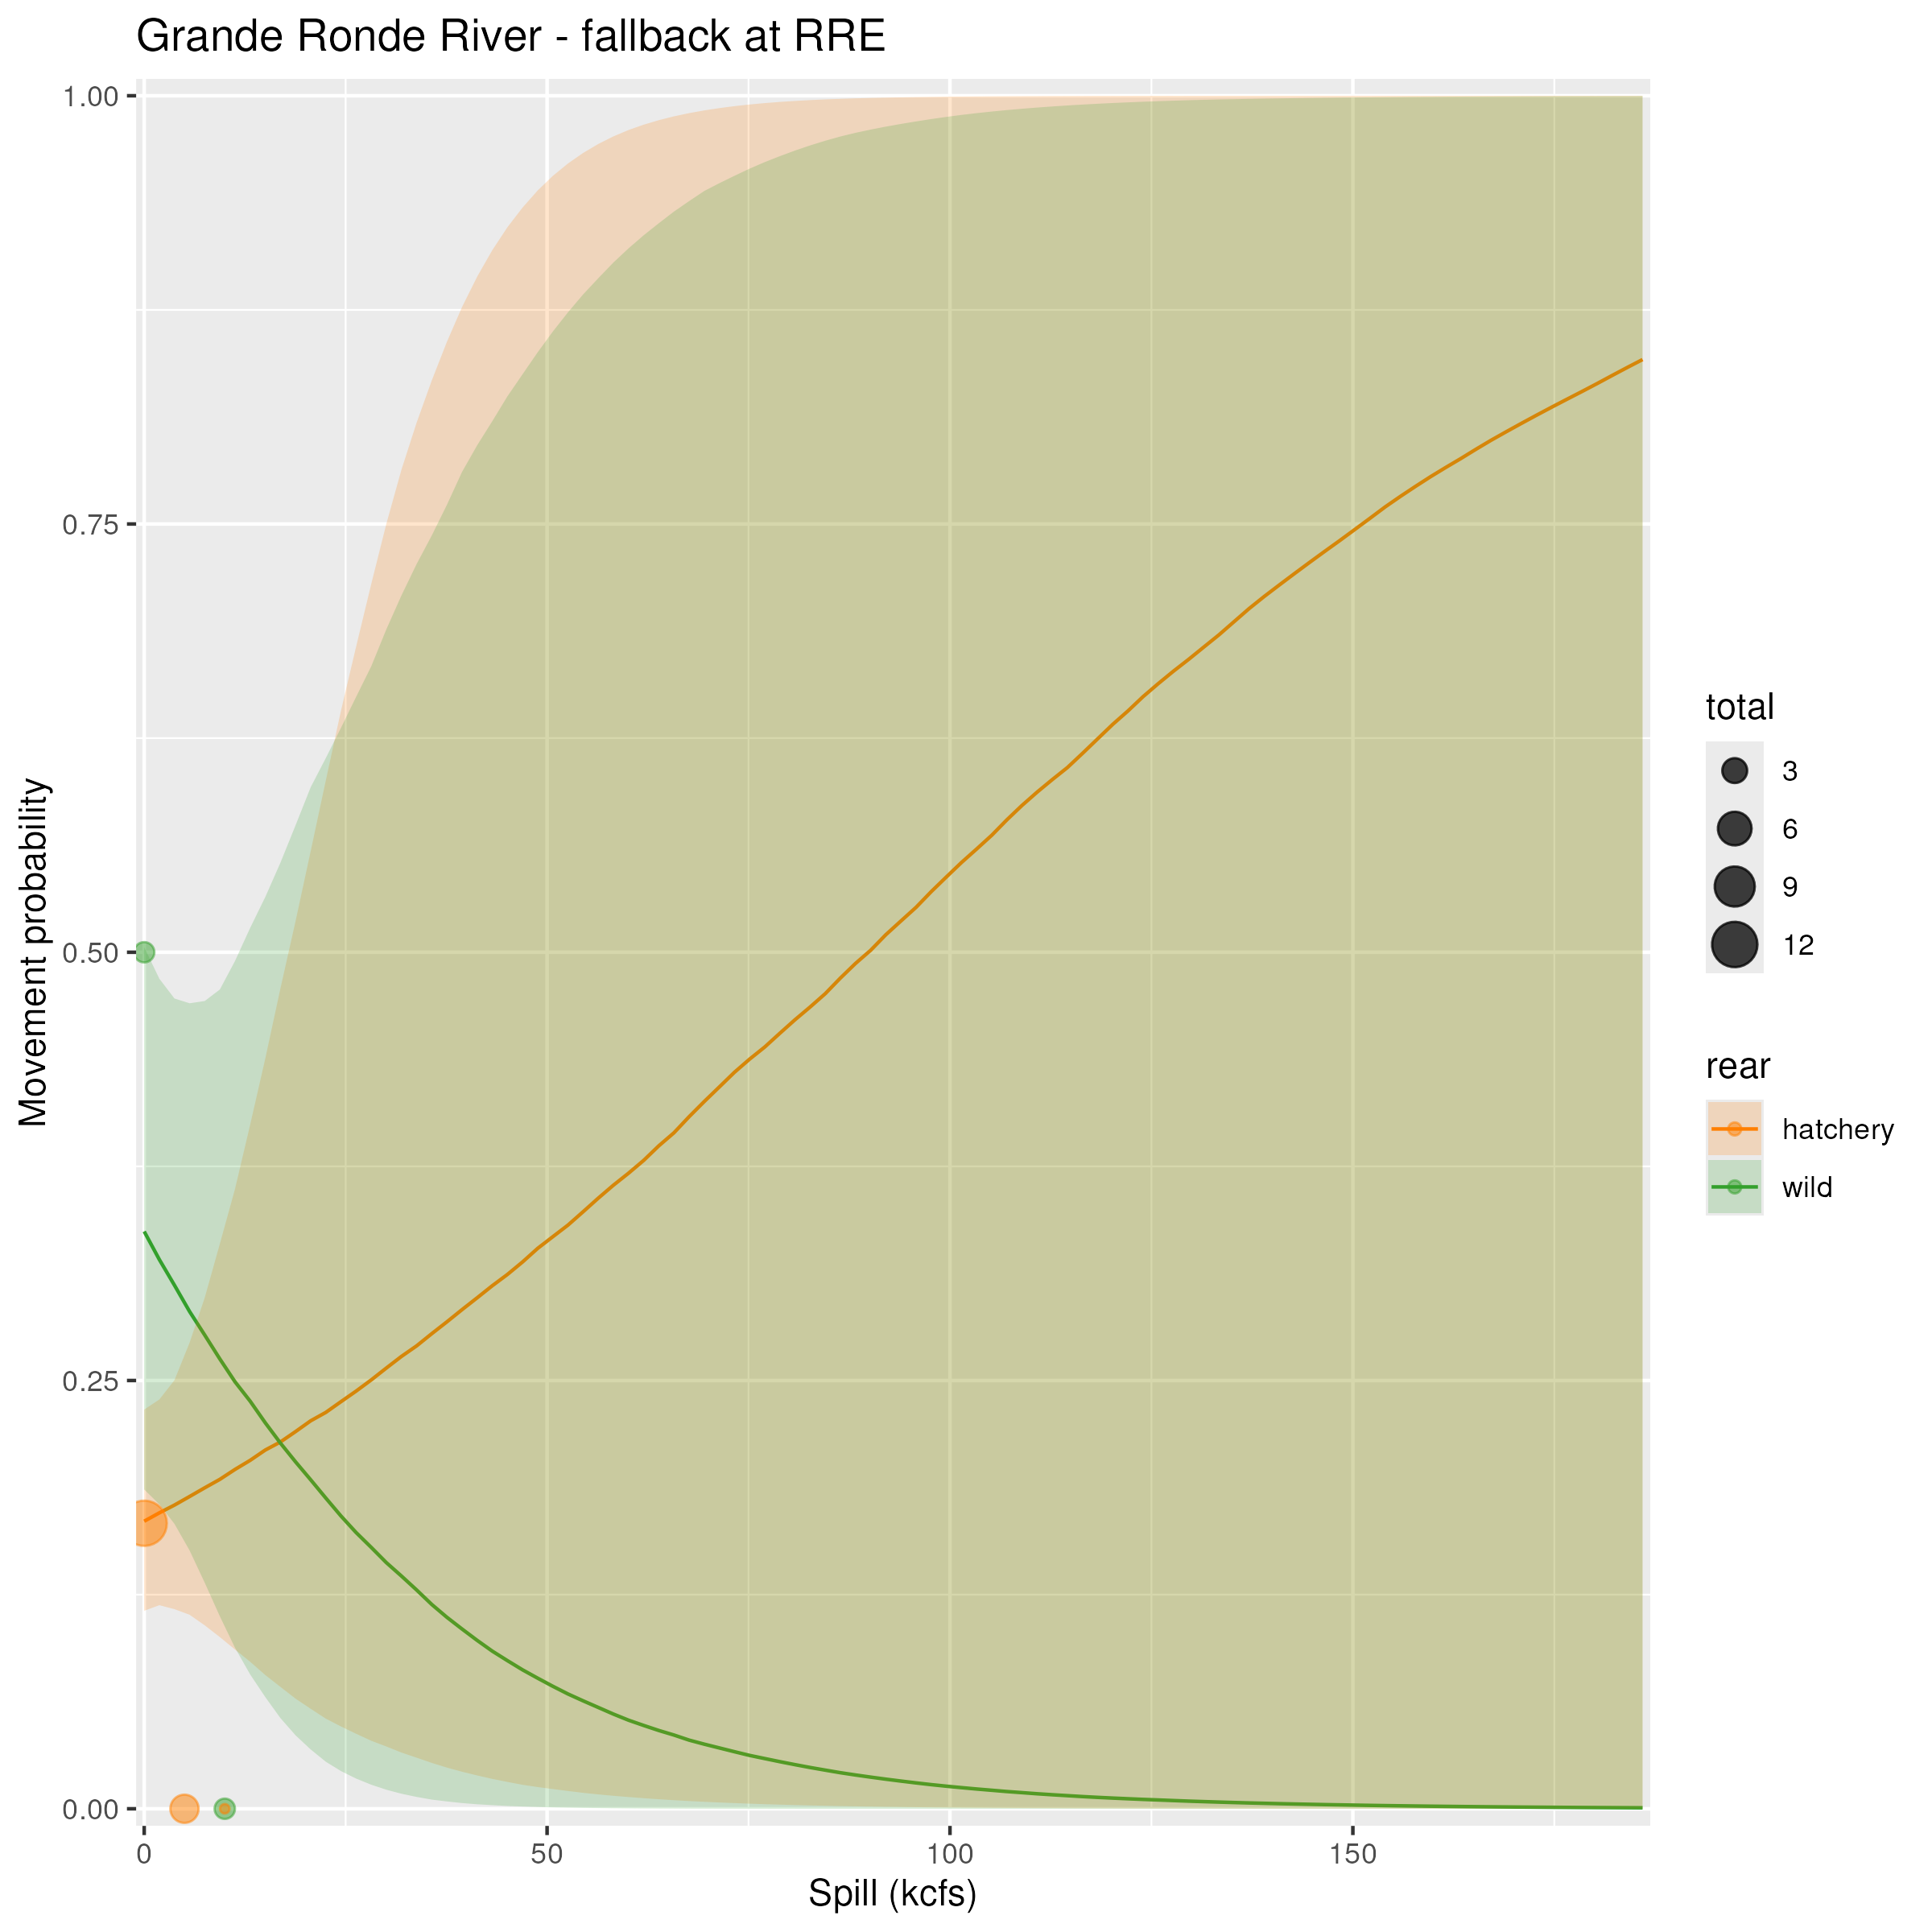 Grande Ronde River - fallback at RRE
Movement probability
1.00
0.75
0.50
0.25
0.00
0
50
100
150
Spill (kcfs)
total
3
6
9
12
rear
hatchery
wild